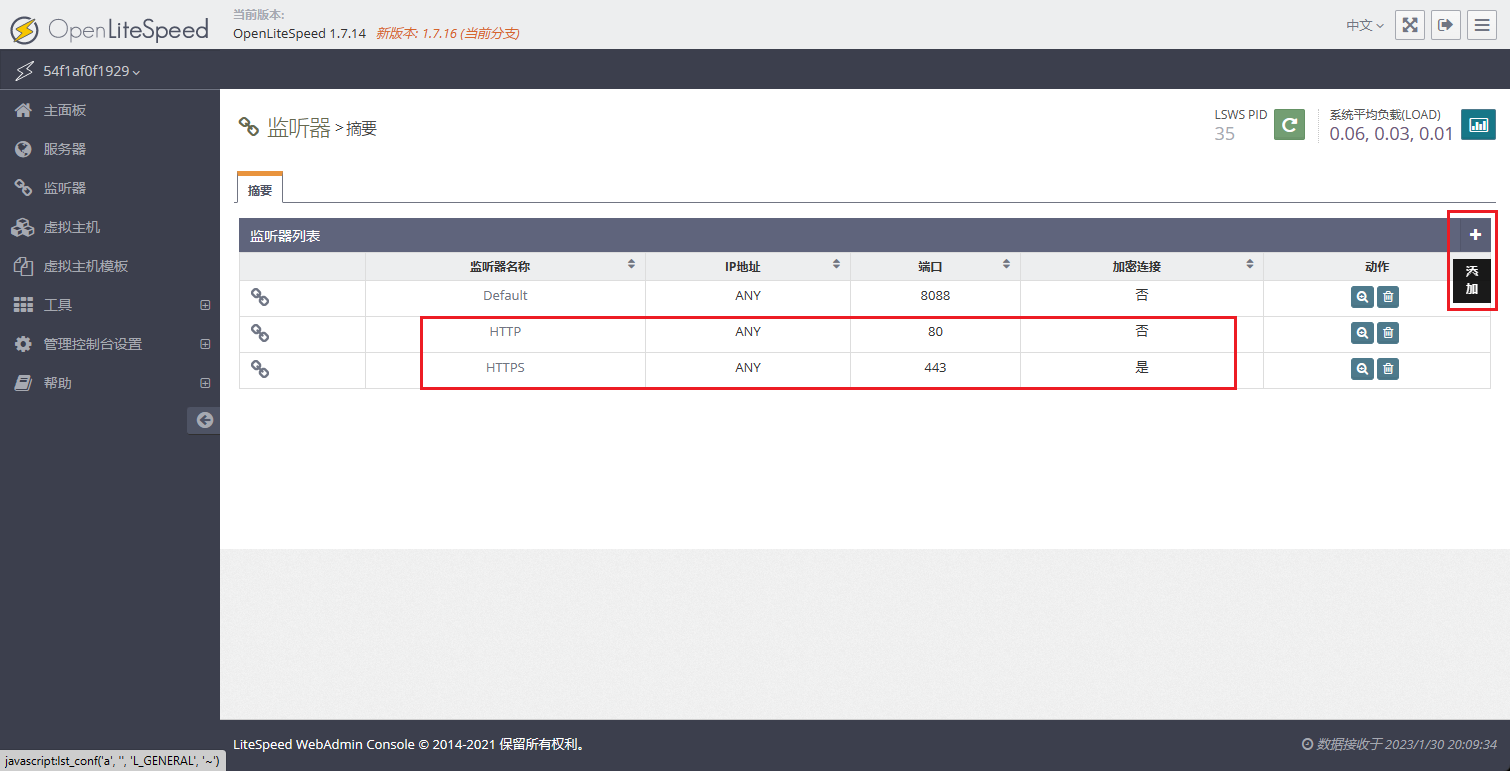 OpenLiteSpeed
当前版本:
OpenLiteSpeed 1.7.14 新版本: 1.7.16 (当前分支)
中文
54f1af0f1929
主面板
服务器
监听器
虚拟主机
虚拟主机模板
工具
管理控制台设置
帮助
监听器 > 摘要
LSWS PID
35
系统平均负载(LOAD)
0.06, 0.03, 0.01
摘要
监听器列表
添加
监听器名称 IP地址 端口 加密连接 动作
Default ANY 8088 否
HTTP ANY 80 否
HTTPS ANY 443 是
LiteSpeed WebAdmin Console © 2014-2021 保留所有权利。
数据接收于 2023/1/30 20:09:34
javascript:lst_conf('a', '', 'L_GENERAL', '~')